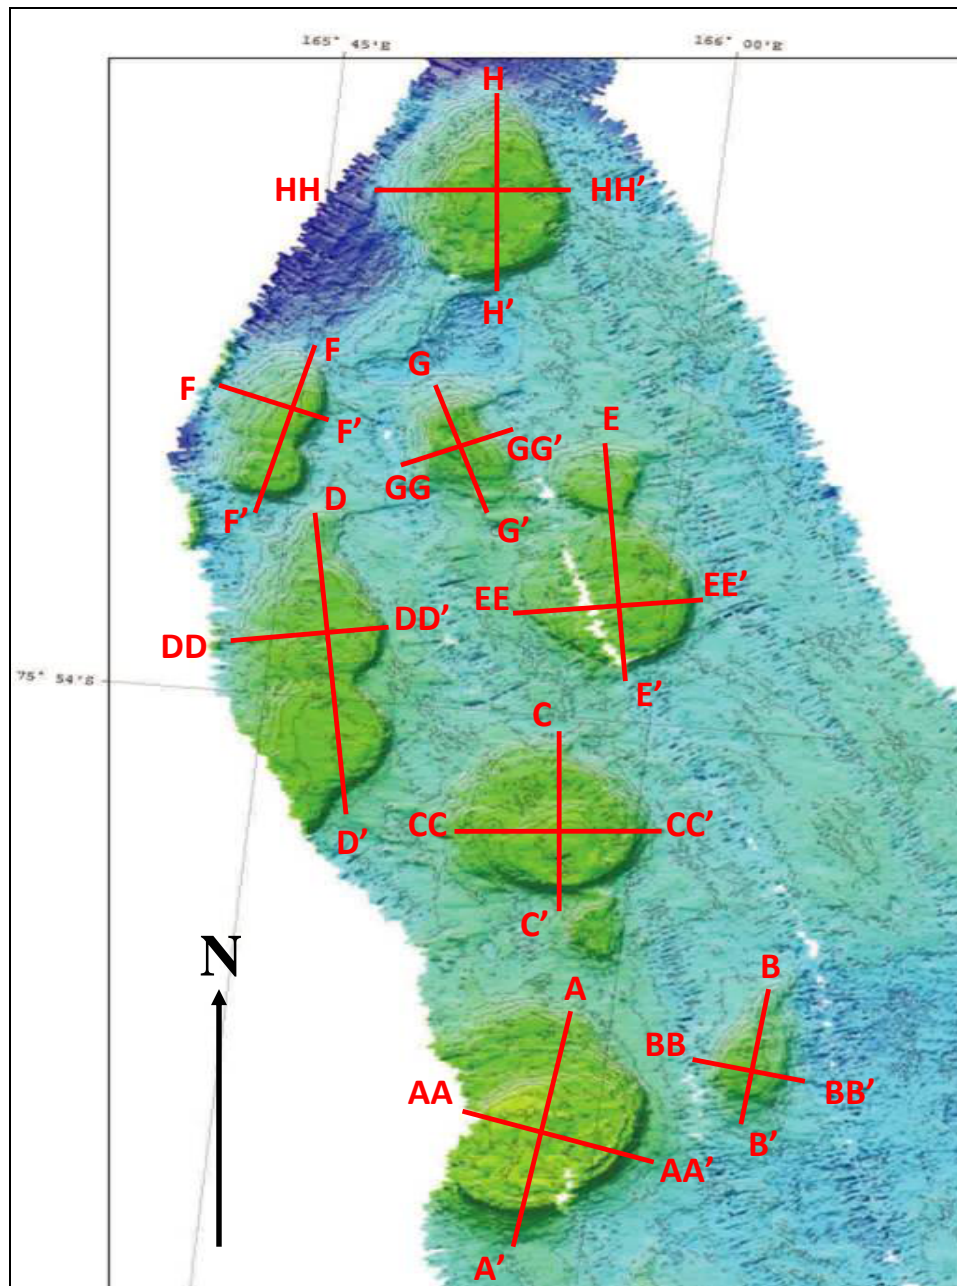 165° 45'E
166° 00'E
H
HH
HH’
H’
F
G
F
F’
E
GG’
GG
D
F’
G’
EE
EE’
DD’
DD
75° 54'S
E’
C
CC
CC’
D’
C’
N
B
A
BB
AA
BB’
B’
AA’
A’